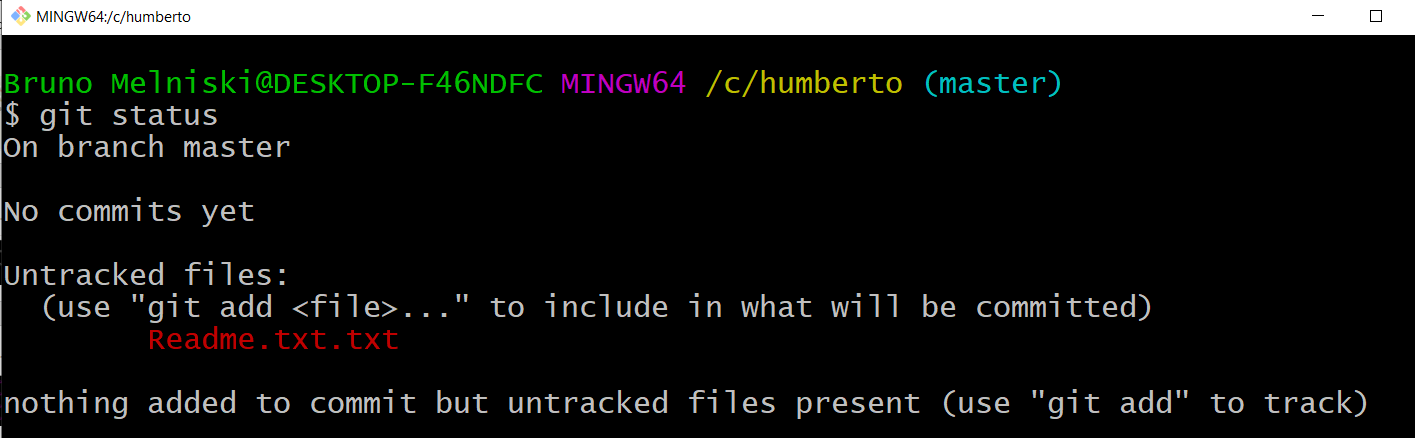 MINGW64:/c/humberto
Bruno Melniski@DESKTOP-F46NDFC MINGW64 /c/humberto (master)
$ git status
On branch master
No commits yet
Untracked files:
(use "git add <file>..." to include in what will be committed)
Readme.txt.txt
nothing added to commit but untracked files present (use "git add" to track)